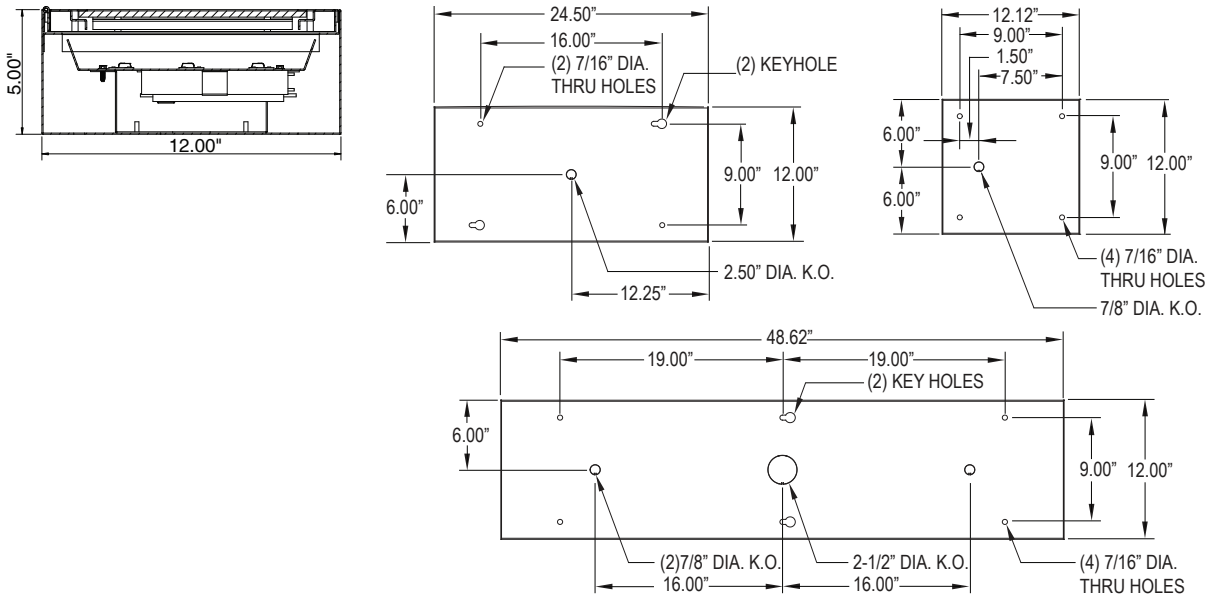 5.00"
12.00"
24.50”
16.00”
(2) 7/16” DIA.
THRU HOLES
(2) KEYHOLE
9.00”
12.00”
6.00”
2.50” DIA. K.O.
12.25”
12.12”
9.00”
1.50”
7.50”
6.00”
6.00”
9.00”
12.00”
(4) 7/16” DIA.
THRU HOLES
7/8” DIA. K.O.
48.62”
19.00”
19.00”
(2) KEY HOLES
6.00”
9.00”
12.00”
(2)7/8” DIA. K.O.
2-1/2” DIA. K.O.
(4) 7/16” DIA.
THRU HOLES
16.00”
16.00”